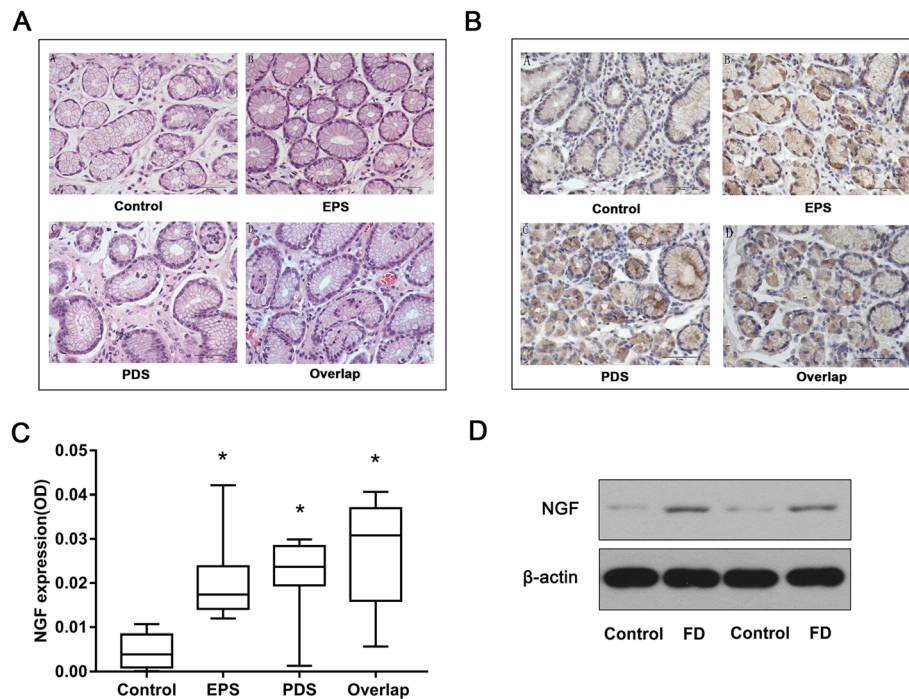 A
B
A
B
Control
EPS
C
D
PDS
Overlap
A
B
Control
EPS
C
D
PDS
Overlap
C
NGF expression(OD)
0.05
0.04
0.03
0.02
0.01
0.00
*
*
*
Control EPS PDS Overlap
D
NGF
β-actin
Control FD Control FD